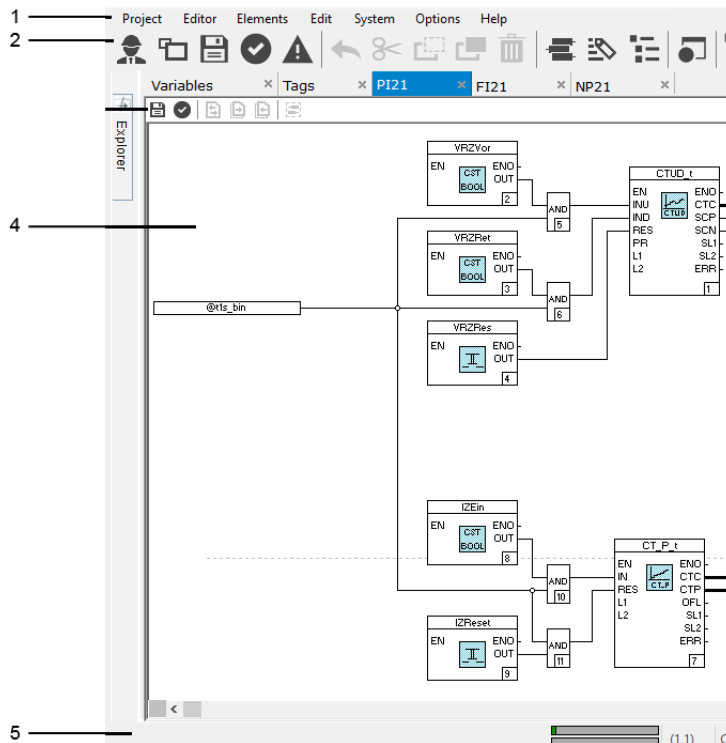 1 Project Editor Elements Edit System Options Help
2
Variables × Tags × PI21 × FI21 × NP21 ×
Explorer
4
VRZVor
EN ENO
CST BOOL OUT
2
AND
5
CTUD_t
EN ENO
INU CTUD CTC
IND SCP
RES SCN
PR SL1
L1 SL2
L2 ERR
1
VRZRet
EN ENO
CST BOOL OUT
3
AND
6
@t1s_bin
VRZRes
EN ENO
OUT
4
IZEin
EN ENO
CST BOOL OUT
8
AND
10
CT_P_t
EN ENO
IN CT_P CTC
RES CTP
L1 OFL
L2 SL1
SL2
ERR
7
IZReset
EN ENO
OUT
9
AND
11
5
(1,1)